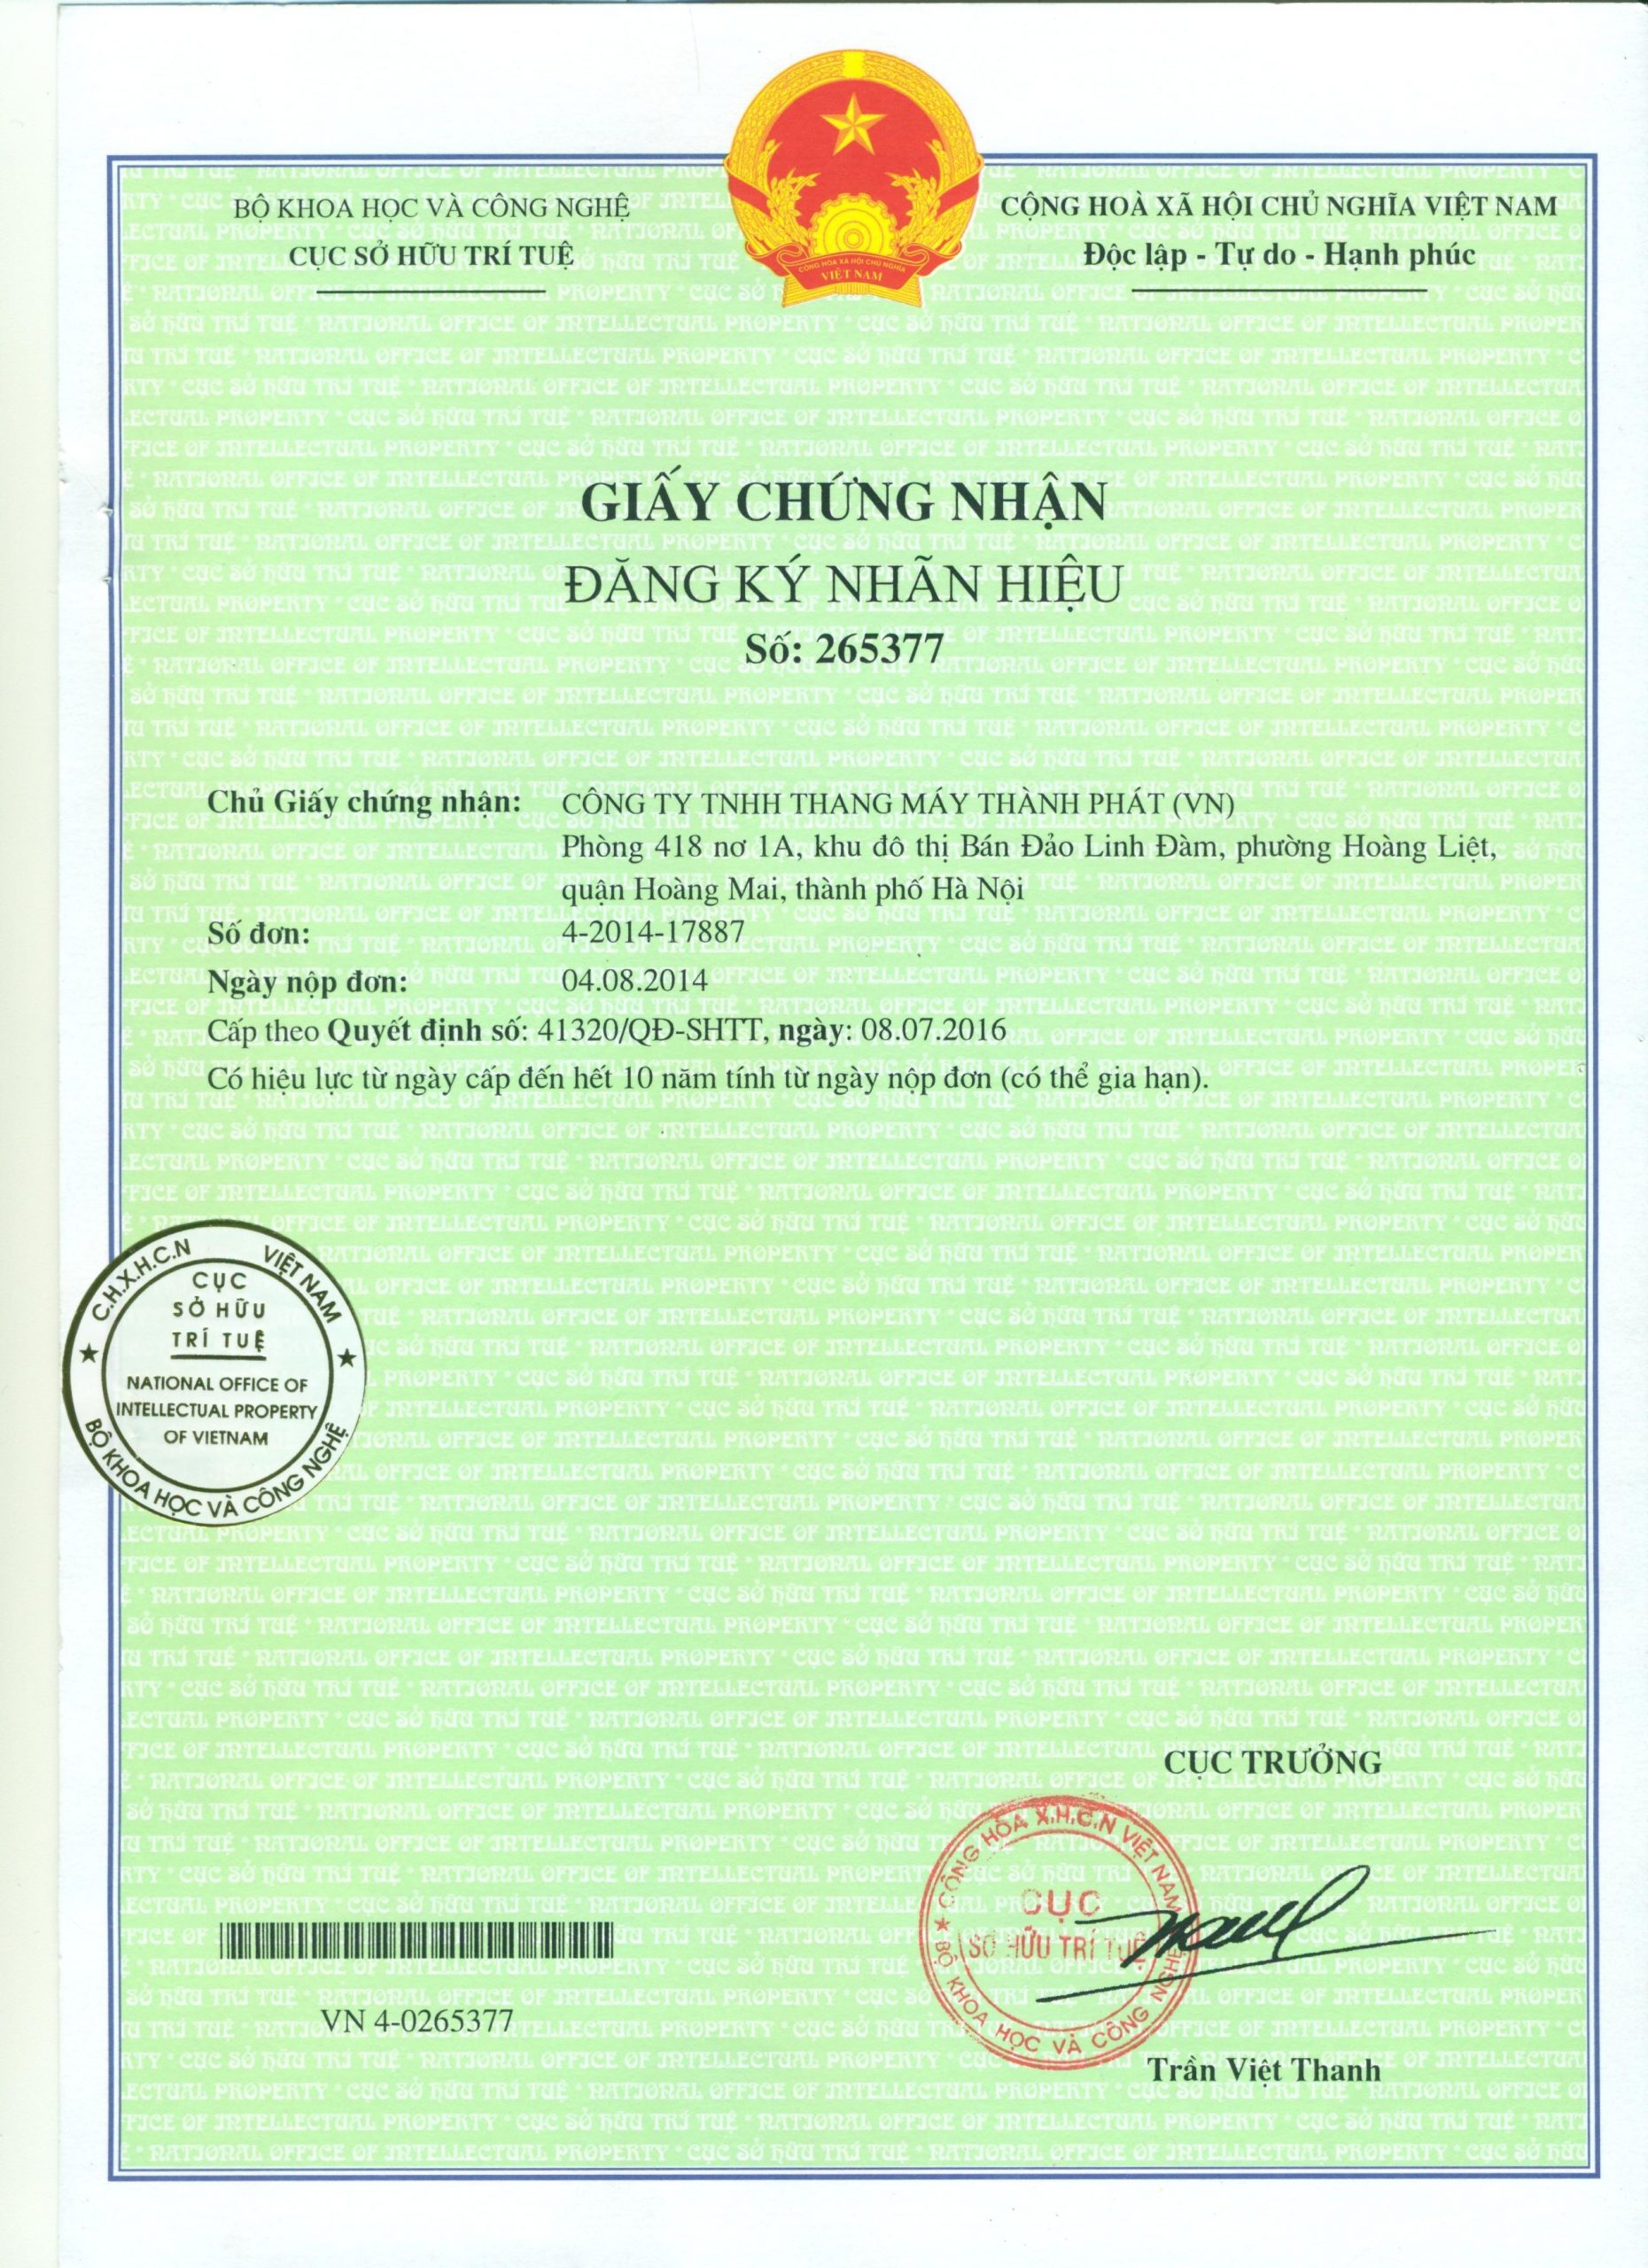 BỘ KHOA HỌC VÀ CÔNG NGHỆ
CỤC SỞ HỮU TRÍ TUỆ
CỘNG HOÀ XÃ HỘI CHỦ NGHĨA VIỆT NAM
Độc lập - Tự do - Hạnh phúc
CỘNG HÒA XÃ HỘI CHỦ NGHĨA
VIỆT NAM
GIẤY CHỨNG NHẬN
ĐĂNG KÝ NHÃN HIỆU
Số: 265377
Chủ Giấy chứng nhận: CÔNG TY TNHH THANG MÁY THÀNH PHÁT (VN)
Phòng 418 nơ 1A, khu đô thị Bán Đảo Linh Đàm, phường Hoàng Liệt,
quận Hoàng Mai, thành phố Hà Nội
Số đơn: 4-2014-17887
Ngày nộp đơn: 04.08.2014
Cấp theo Quyết định số: 41320/QĐ-SHTT, ngày: 08.07.2016
Có hiệu lực từ ngày cấp đến hết 10 năm tính từ ngày nộp đơn (có thể gia hạn).
C.H.X.H.C.N VIỆT NAM
CỤC
SỞ HỮU
TRÍ TUỆ
NATIONAL OFFICE OF
INTELLECTUAL PROPERTY
OF VIETNAM
BỘ KHOA HỌC VÀ CÔNG NGHỆ
CỤC TRƯỞNG
CỘNG HÒA X.H.C.N VIỆT NAM
CỤC
SỞ HỮU TRÍ TUỆ
BỘ KHOA HỌC VÀ CÔNG NGHỆ
VN 4-0265377
Trần Việt Thanh